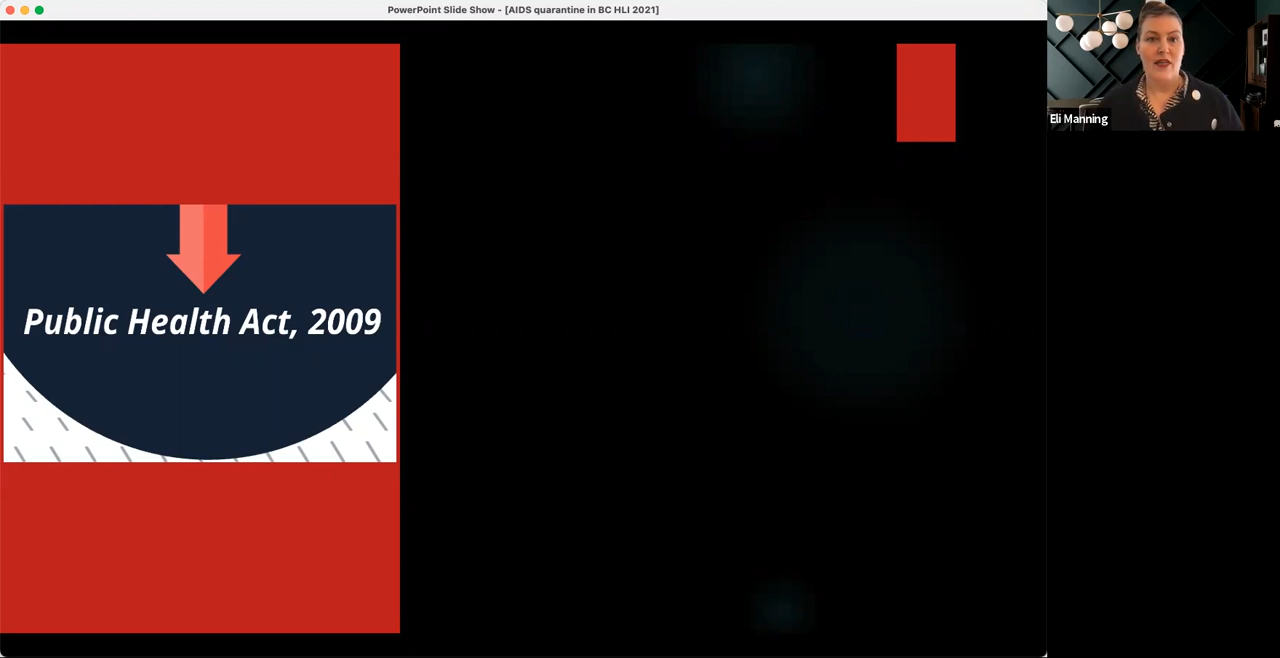 PowerPoint Slide Show - [AIDS quarantine in BC HLI 2021]
Eli Manning
Public Health Act, 2009